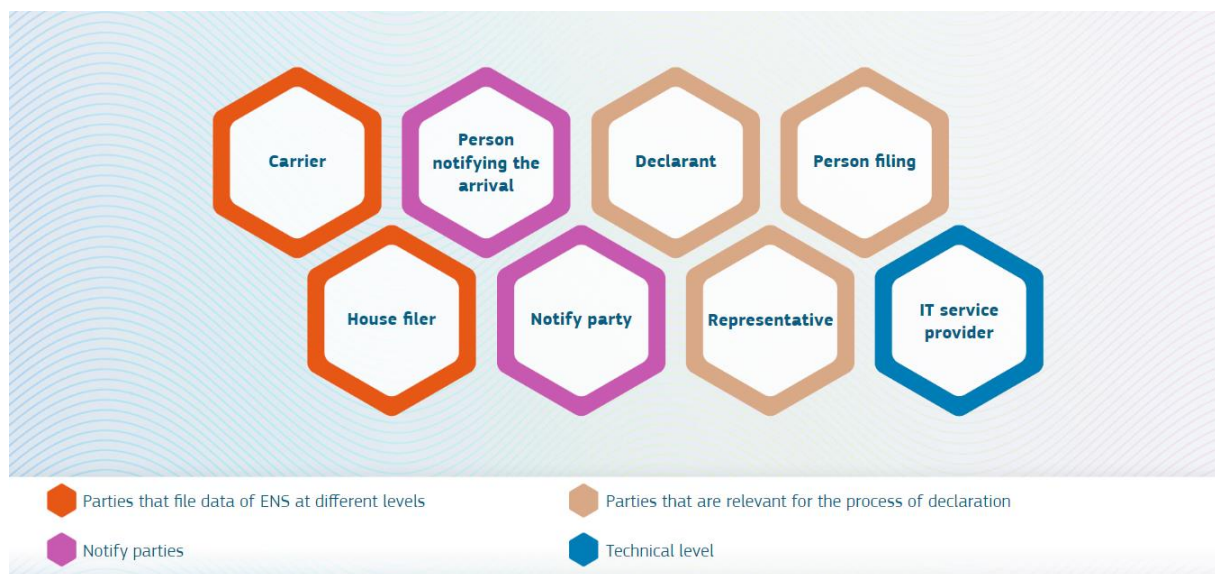 Carrier
Person
notifying the
arrival
Declarant
Person filing
House filer
Notify party
Representative
IT service
provider
Parties that file data of ENS at different levels
Parties that are relevant for the process of declaration
Notify parties
Technical level